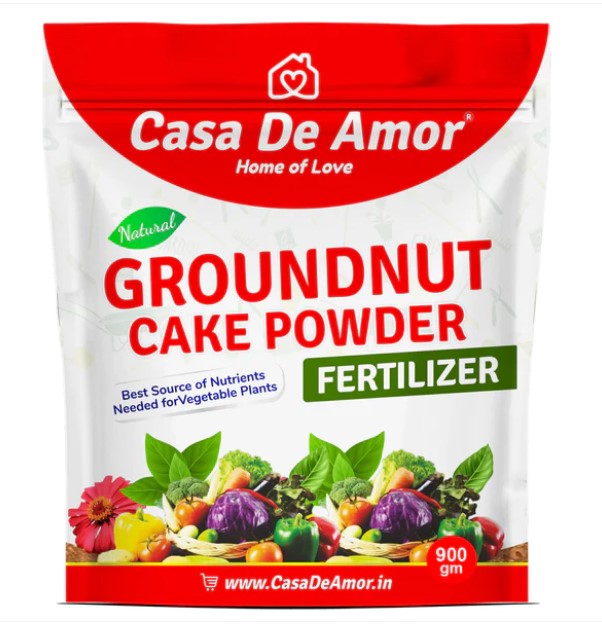 Casa De Amor®
Home of Love
Natural
GROUNDNUT
CAKE POWDER
FERTILIZER
Best Source of Nutrients
Needed forVegetable Plants
900
gm
www.CasaDeAmor.in